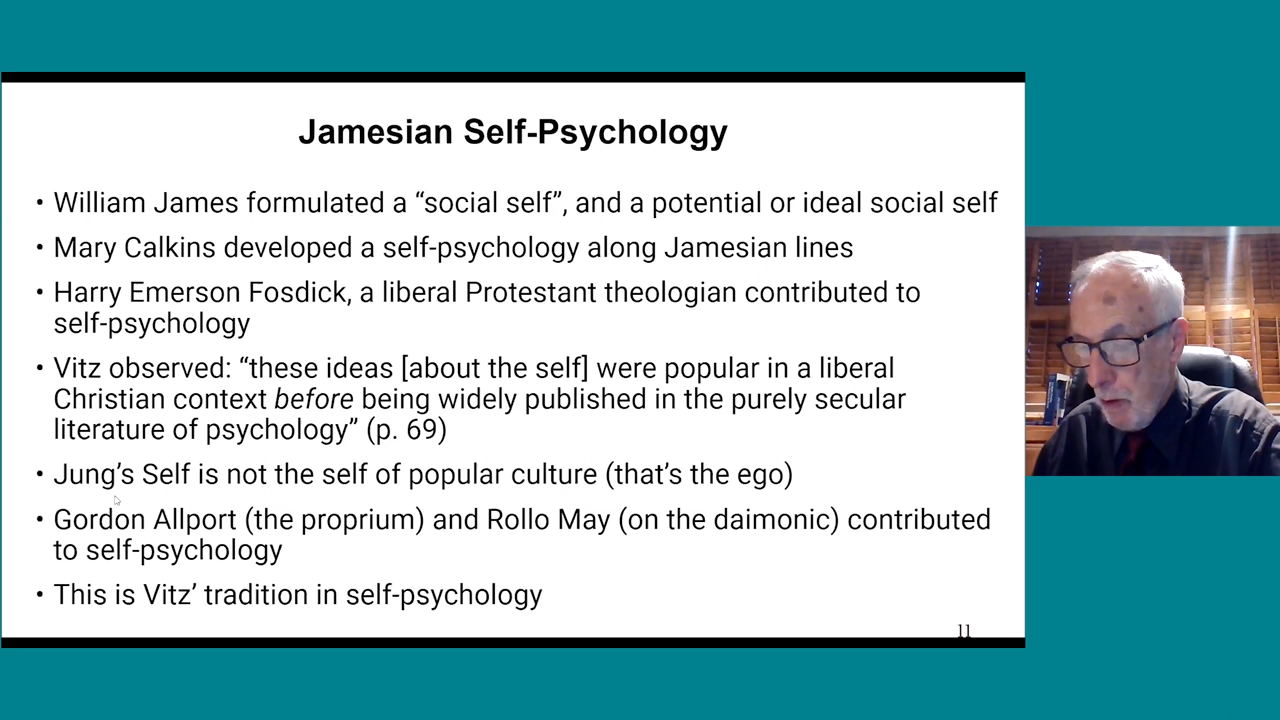 Jamesian Self-Psychology
• William James formulated a “social self”, and a potential or ideal social self
• Mary Calkins developed a self-psychology along Jamesian lines
• Harry Emerson Fosdick, a liberal Protestant theologian contributed to
self-psychology
• Vitz observed: “these ideas [about the self] were popular in a liberal
Christian context before being widely published in the purely secular
literature of psychology” (p. 69)
• Jung’s Self is not the self of popular culture (that’s the ego)
• Gordon Allport (the proprium) and Rollo May (on the daimonic) contributed
to self-psychology
• This is Vitz’ tradition in self-psychology
11